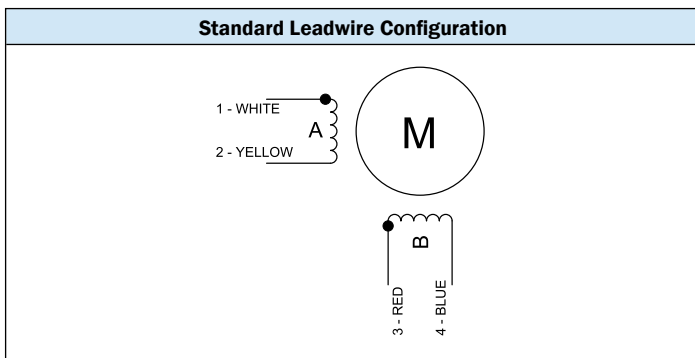 Standard Leadwire Configuration
1 - WHITE
A
2 - YELLOW
M
B
3 - RED
4 - BLUE